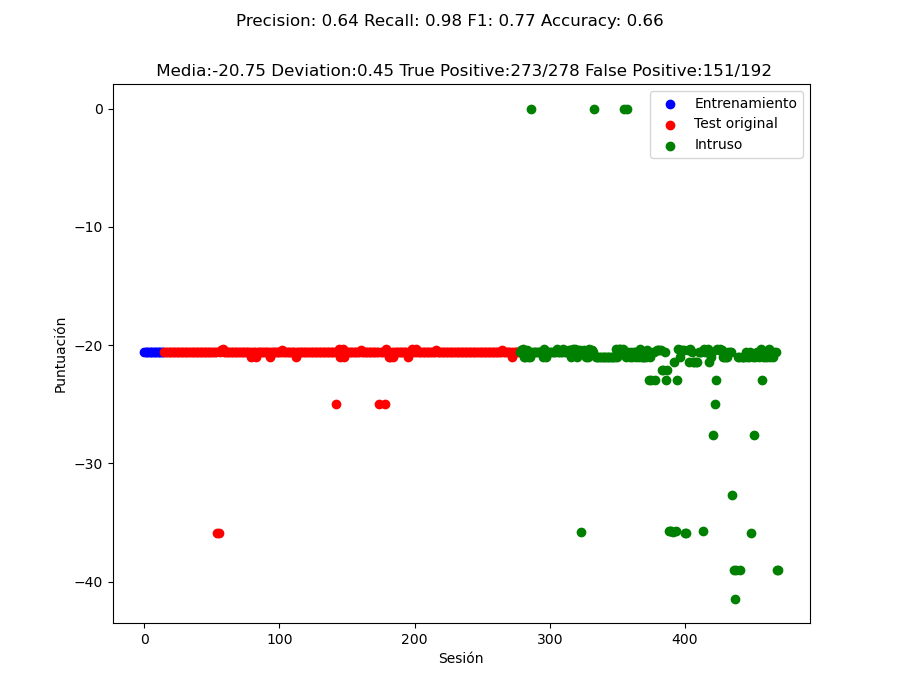 Precision: 0.64 Recall: 0.98 F1: 0.77 Accuracy: 0.66
Media:-20.75 Deviation:0.45 True Positive:273/278 False Positive:151/192
Entrenamiento
Test original
Intruso
0
−10
−20
−30
−40
Puntuación
0 100 200 300 400
Sesión